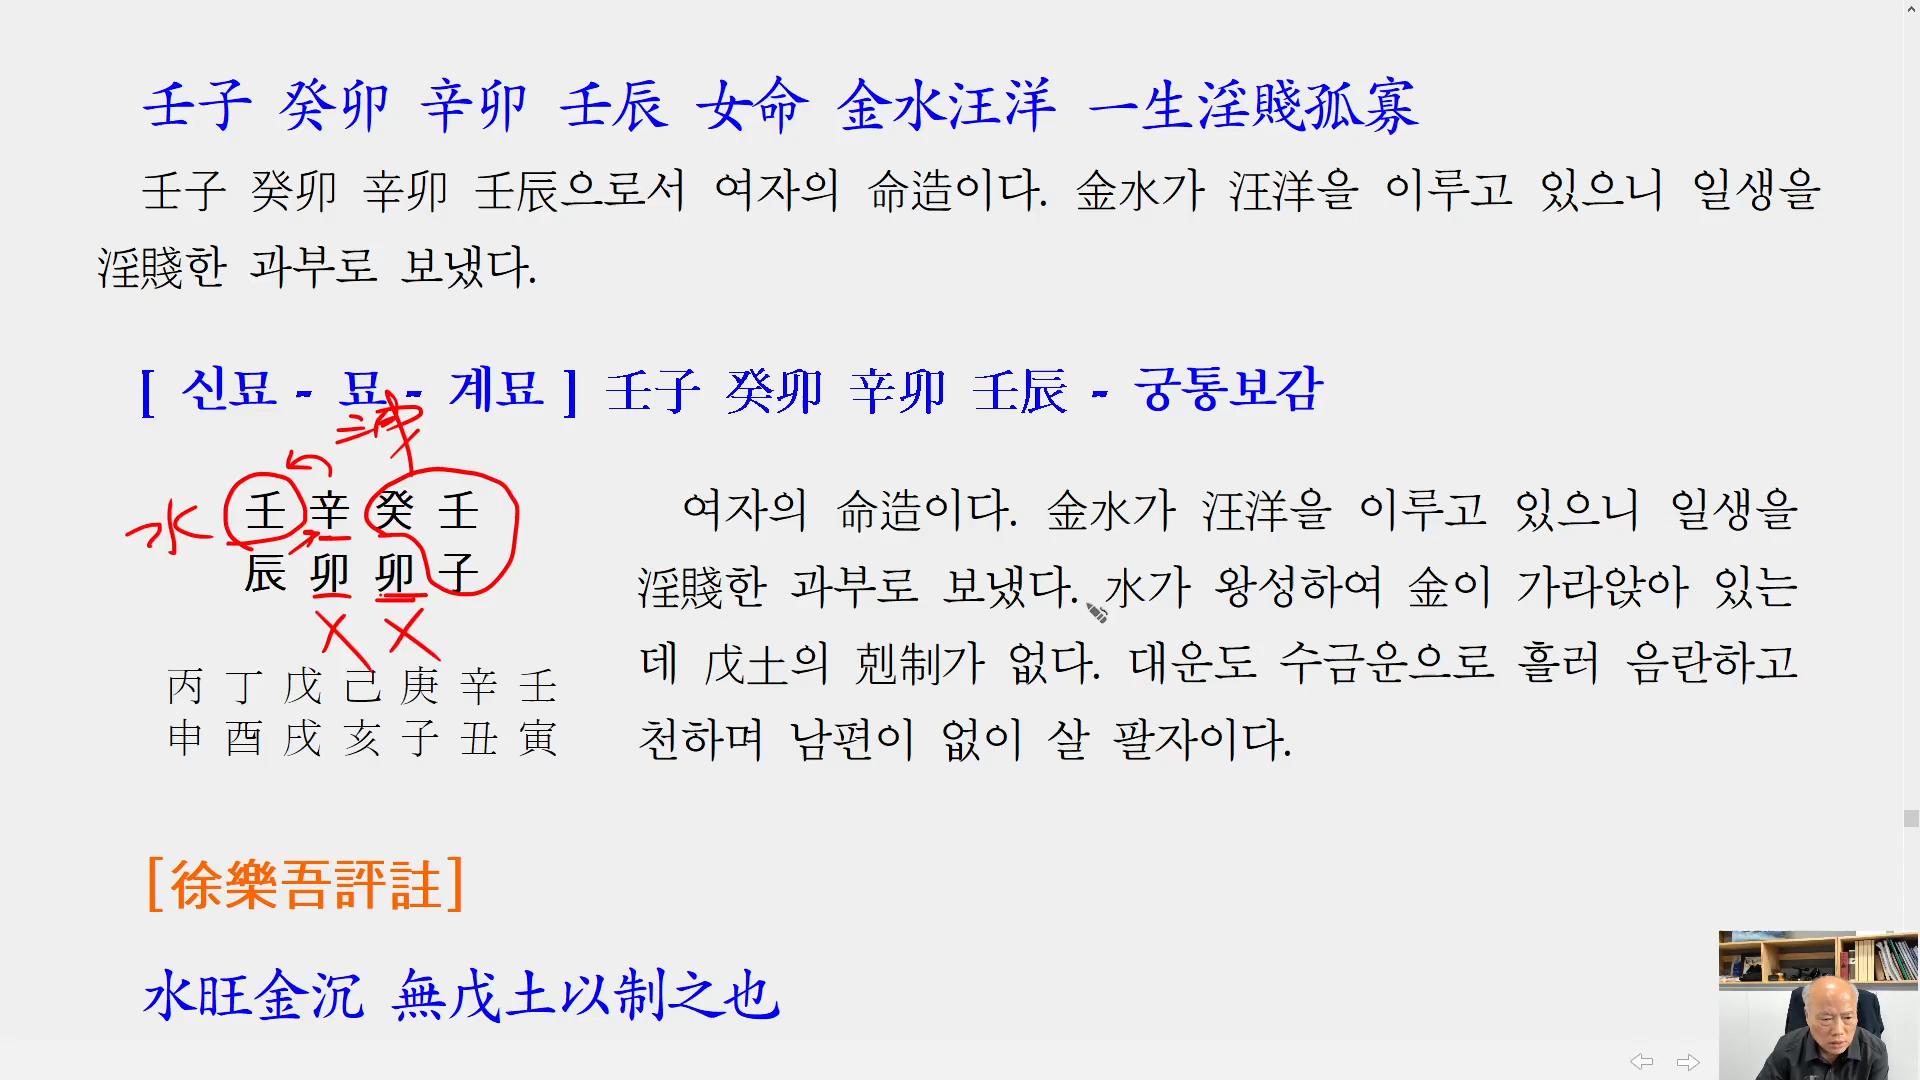 壬子 癸卯 辛卯 壬辰 女命 金水汪洋 一生淫賤孤寡
壬子 癸卯 辛卯 壬辰으로서 여자의 命造이다. 金水가 汪洋을 이루고 있으니 일생을
淫賤한 과부로 보냈다.
[ 신묘 - 묘 - 계묘 ] 壬子 癸卯 辛卯 壬辰 - 궁통보감
水
壬 辛 癸 壬
辰 卯 卯 子
丙 丁 戊 己 庚 辛 壬
申 酉 戌 亥 子 丑 寅
여자의 命造이다. 金水가 汪洋을 이루고 있으니 일생을
淫賤한 과부로 보냈다. 水가 왕성하여 金이 가라앉아 있는
데 戊土의 剋制가 없다. 대운도 수금운으로 흘러 음란하고
천하며 남편이 없이 살 팔자이다.
[徐樂吾評註]
水旺金沉 無戊土以制之也